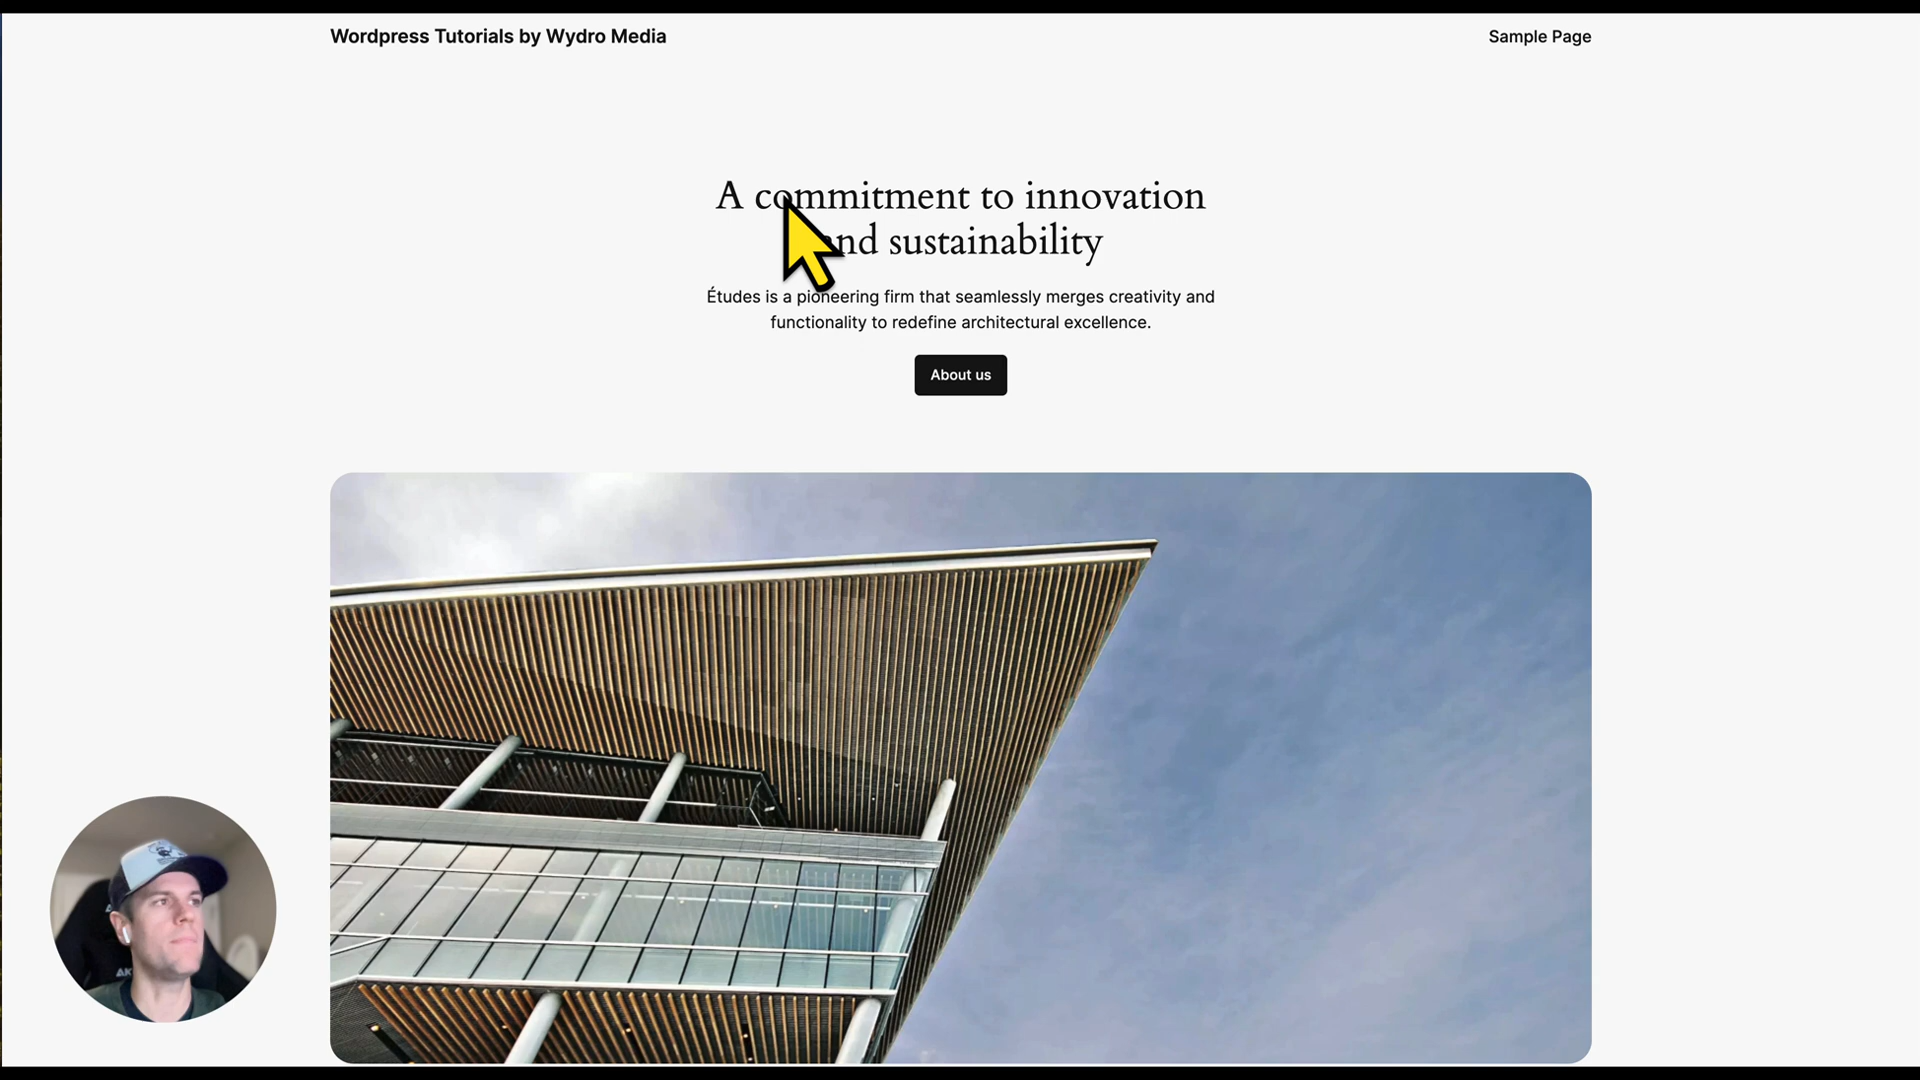 Wordpress Tutorials by Wydro Media
Sample Page
A commitment to innovation
and sustainability
Études is a pioneering firm that seamlessly merges creativity and
functionality to redefine architectural excellence.
About us